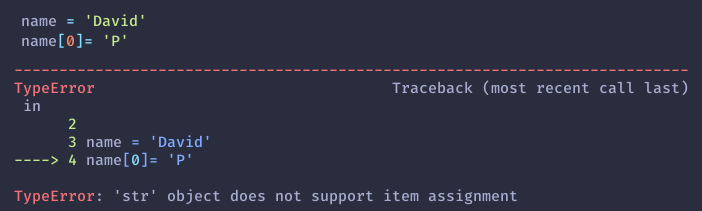 name = 'David'
name[0]= 'P'
---------------------------------------------------------------------------
TypeError Traceback (most recent call last)
in
2
3 name = 'David'
----> 4 name[0]= 'P'
TypeError: 'str' object does not support item assignment